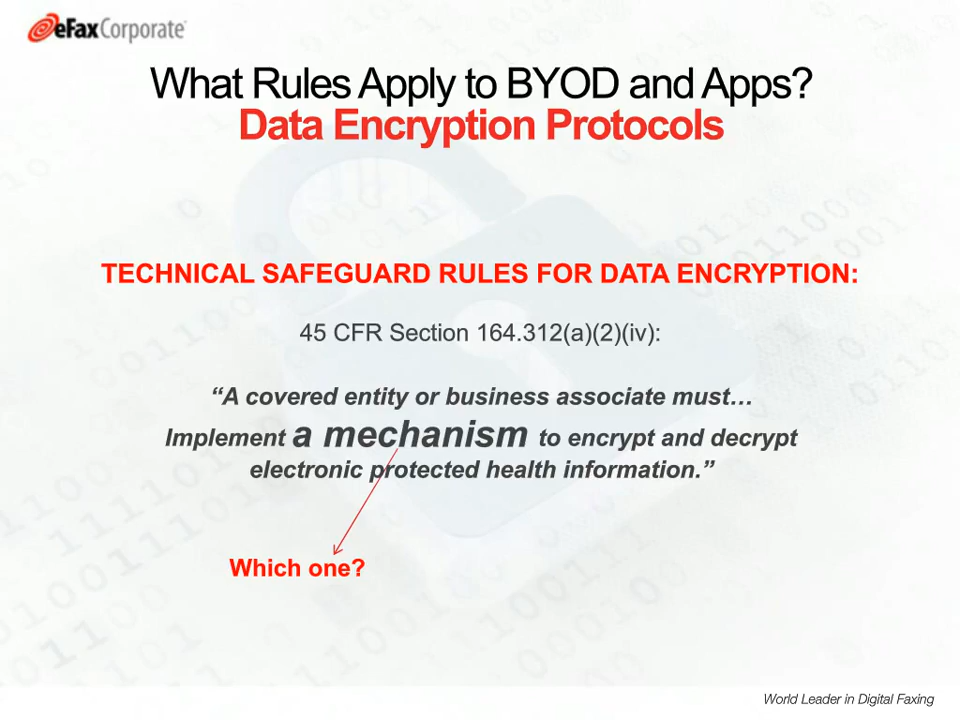 eFaxCorporate
What Rules Apply to BYOD and Apps?
Data Encryption Protocols
TECHNICAL SAFEGUARD RULES FOR DATA ENCRYPTION:
45 CFR Section 164.312(a)(2)(iv):
“A covered entity or business associate must…
Implement a mechanism to encrypt and decrypt
electronic protected health information.”
Which one?
World Leader in Digital Faxing